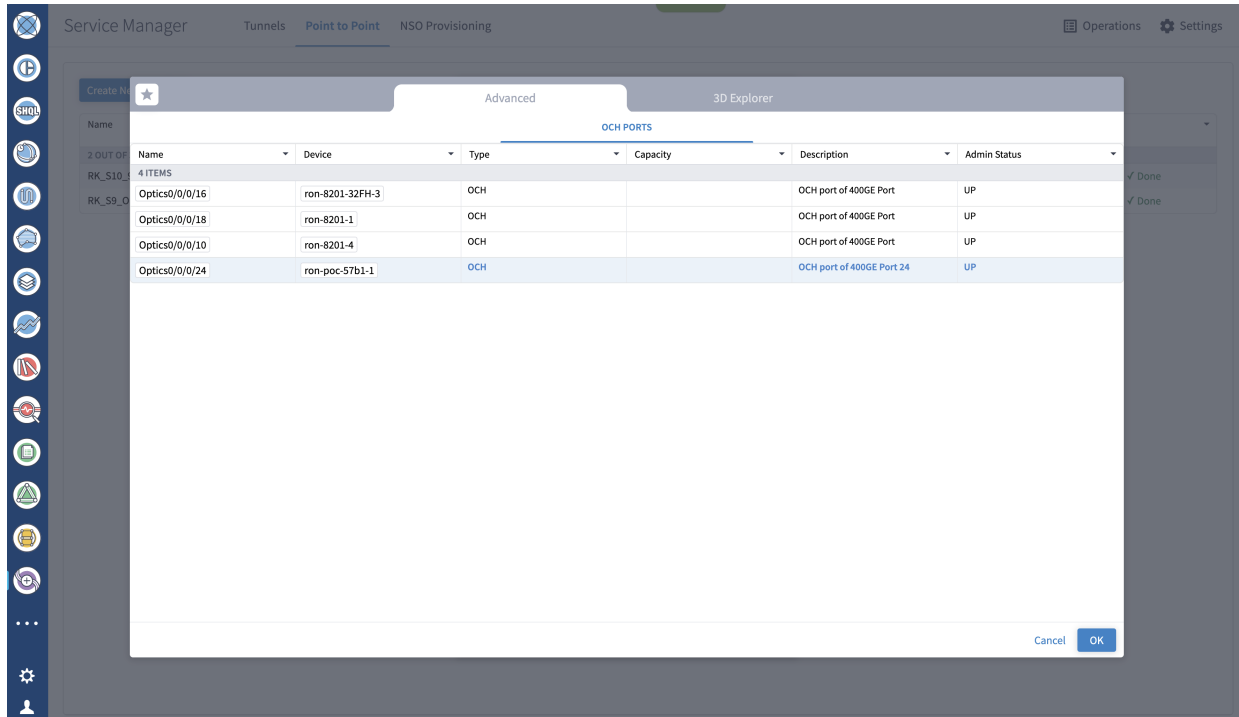 Service Manager Tunnels Point to Point NSO Provisioning Operations Settings
SHQL
Create Ne
Advanced 3D Explorer
OCH PORTS
Name
Name Device Type Capacity Description Admin Status
2 OUT OF
4 ITEMS
RK_S10_
Optics0/0/0/16 ron-8201-32FH-3 OCH OCH port of 400GE Port UP
✓ Done
RK_S9_O
Optics0/0/0/18 ron-8201-1 OCH OCH port of 400GE Port UP
✓ Done
Optics0/0/0/10 ron-8201-4 OCH OCH port of 400GE Port UP
Optics0/0/0/24 ron-poc-57b1-1 OCH OCH port of 400GE Port 24 UP
Cancel OK